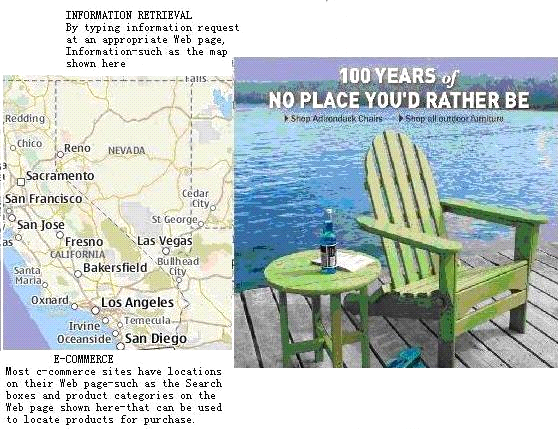 INFORMATION RETRIEVAL
By typing information request
at an appropriate Web page,
Information-such as the map
shown here
100 YEARS of
NO PLACE YOU'D RATHER BE
Shop Adirondack Chairs Shop all outdoor furniture
Falls
Redding
Chico
Reno
NEVADA
Sacramento
San Francisco
Cedar
City
San Jose
St George
as
Fresno
Las Vegas
CALIFORNIA
Bullhead
City
Santa
Maria
Bakersfield
Oxnard
Los Angeles
Irvine
Temecula
Oceanside
San Diego
E-COMMERCE
Most c-commerce sites have locations
on their Web page-such as the Search
boxes and product categories on the
Web page shown here-that can be used
to locate products for purchase.